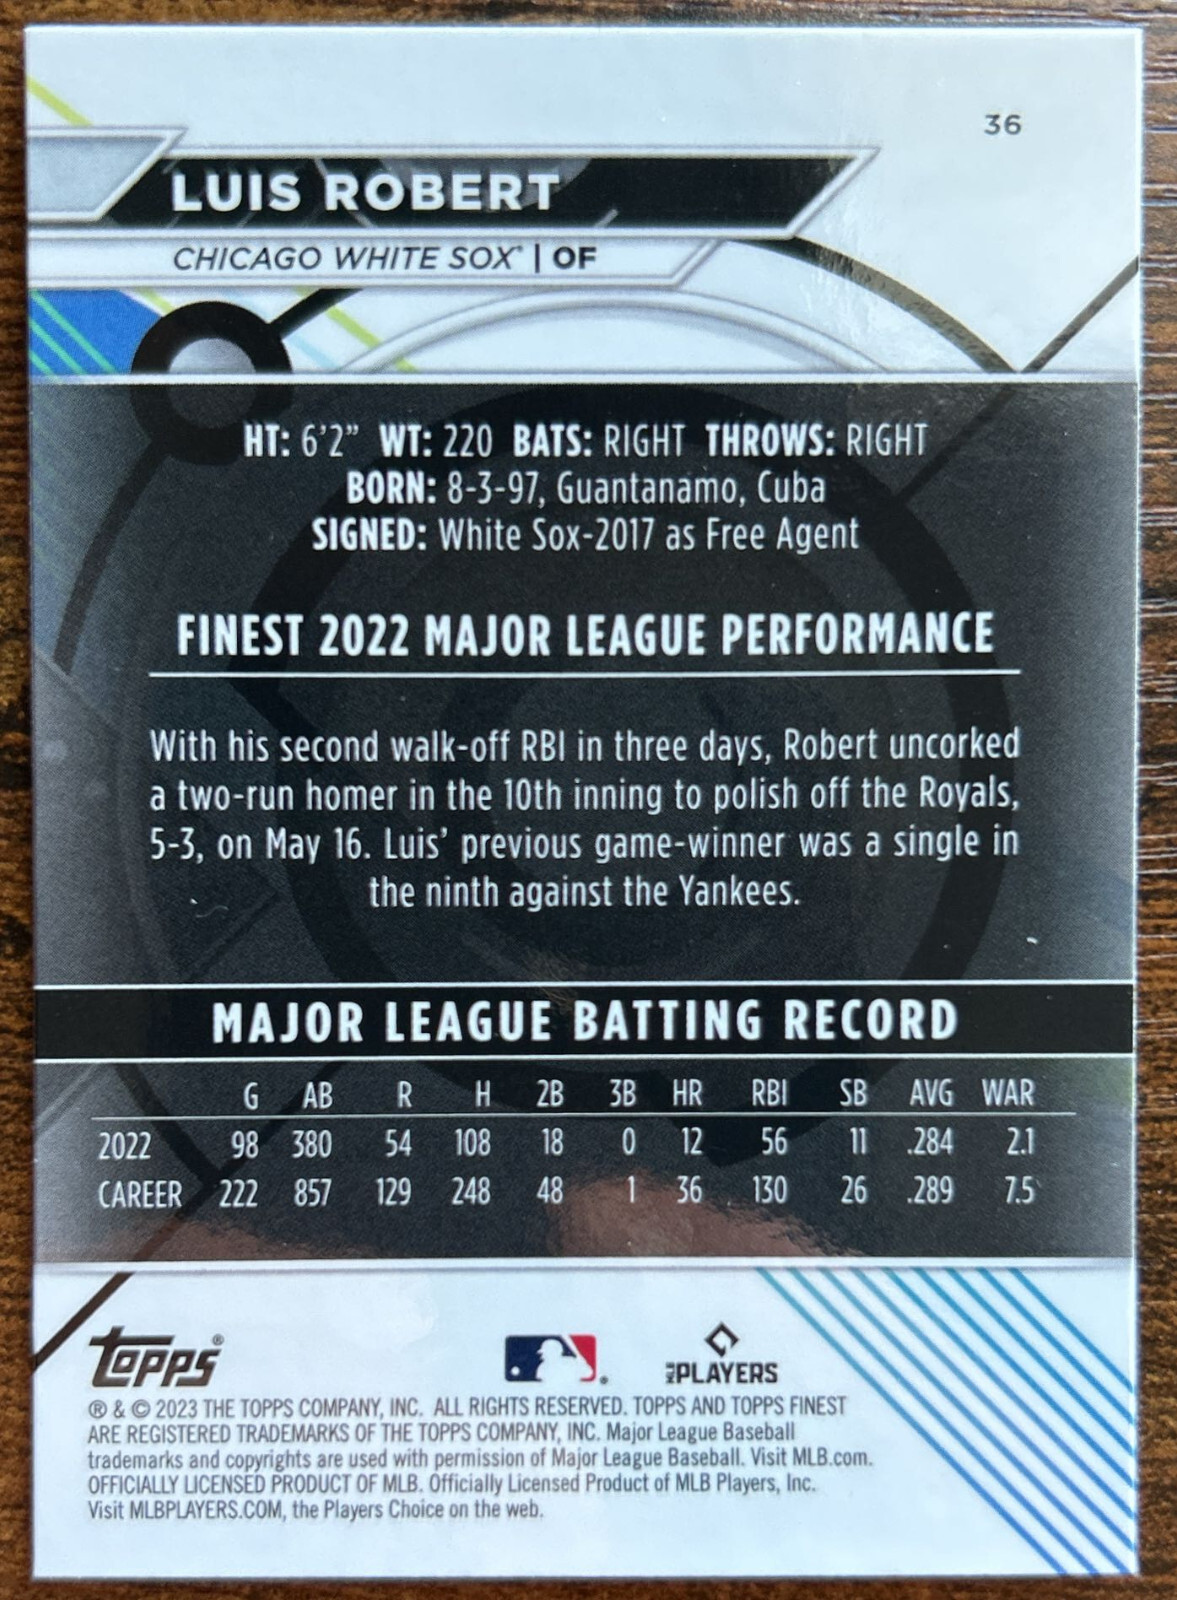 36
LUIS ROBERT
CHICAGO WHITE SOX | OF
HT: 6'2" WT: 220 BATS: RIGHT THROWS: RIGHT
BORN: 8-3-97, Guantanamo, Cuba
SIGNED: White Sox-2017 as Free Agent
FINEST 2022 MAJOR LEAGUE PERFORMANCE
With his second walk-off RBI in three days, Robert uncorked
a two-run homer in the 10th inning to polish off the Royals,
5-3, on May 16. Luis' previous game-winner was a single in
the ninth against the Yankees.
MAJOR LEAGUE BATTING RECORD
G AB R H 2B 3B HR RBI SB AVG WAR
2022 98 380 54 108 18 0 12 56 11 .284 2.1
CAREER 222 857 129 248 48 1 36 130 26 .289 7.5
TOPPS® ® MLB PLAYERS
® & © 2023 THE TOPPS COMPANY, INC. ALL RIGHTS RESERVED. TOPPS AND TOPPS FINEST
ARE REGISTERED TRADEMARKS OF THE TOPPS COMPANY, INC. Major League Baseball
trademarks and copyrights are used with permission of Major League Baseball. Visit MLB.com.
OFFICIALLY LICENSED PRODUCT OF MLB. Officially Licensed Product of MLB Players, Inc.
Visit MLBPLAYERS.COM, the Players Choice on the web.